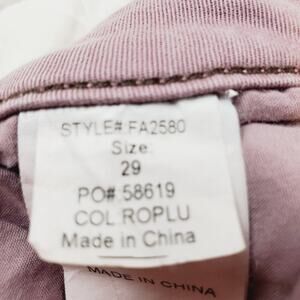 STYLE# FA2580
Size:
29
PO# 58619
COL:ROPLU
Made in China
MADE IN CHINA